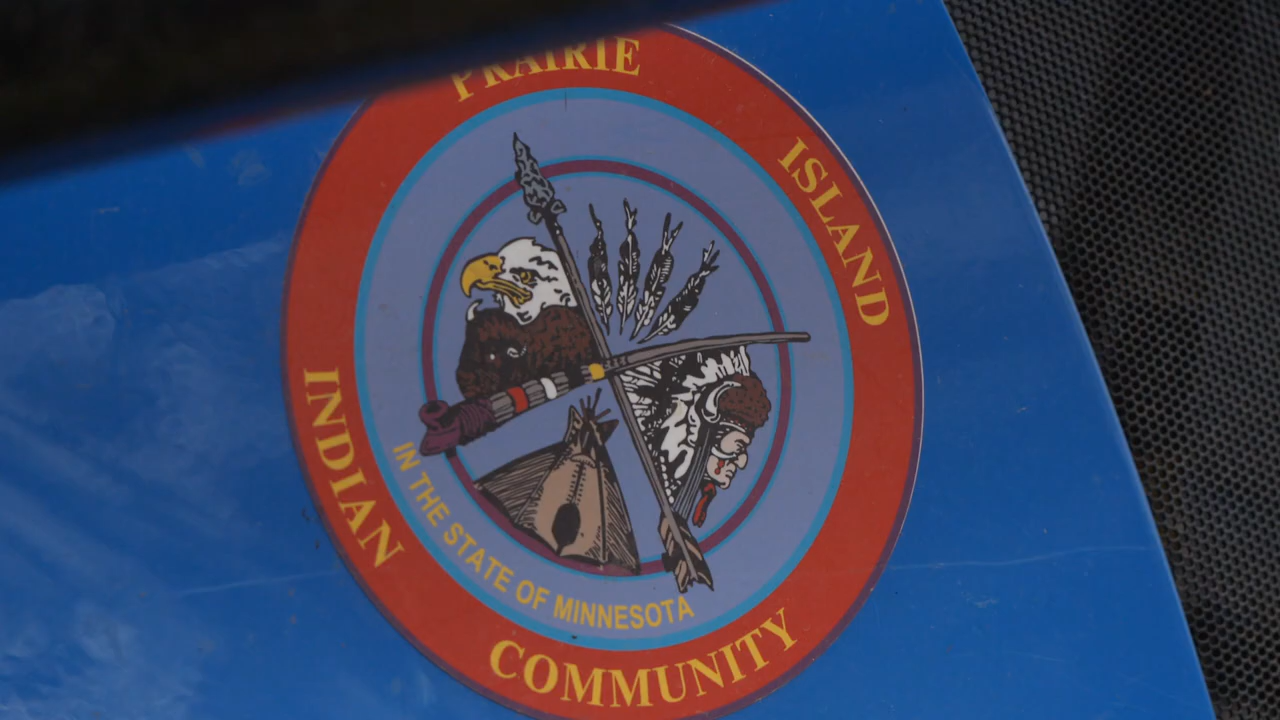 PRAIRIE ISLAND
INDIAN COMMUNITY
IN THE STATE OF MINNESOTA